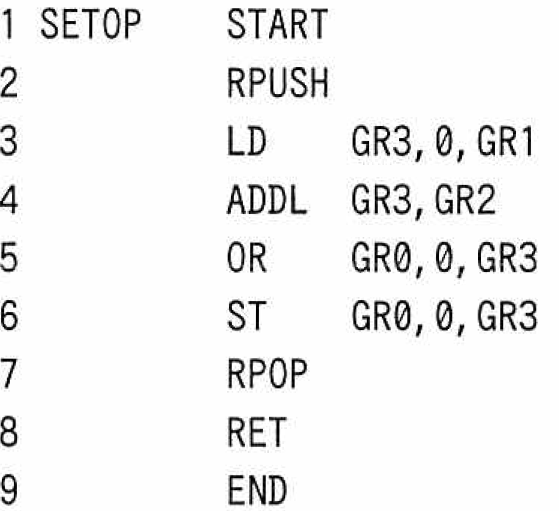 1 SETOP START
2 RPUSH
3 LD GR3, 0, GR1
4 ADDL GR3, GR2
5 OR GR0, 0, GR3
6 ST GR0, 0, GR3
7 RPOP
8 RET
9 END